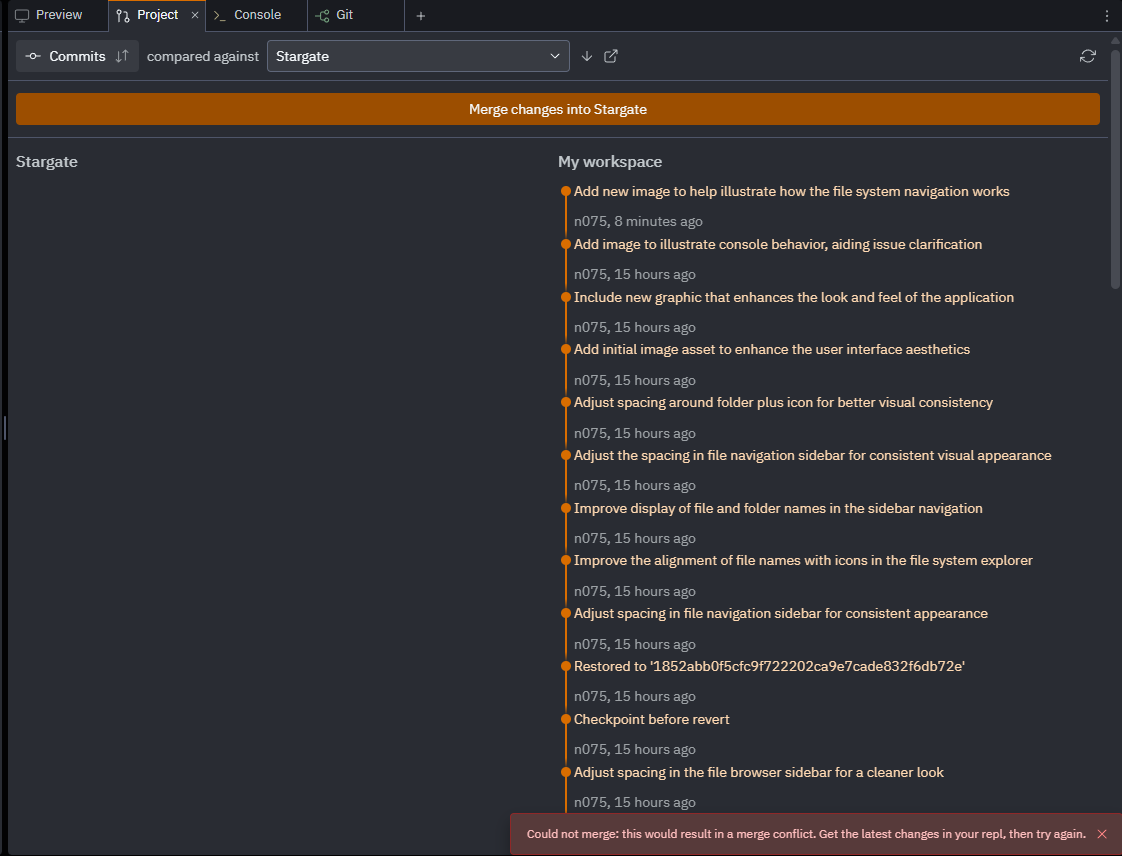 Preview Project × Console Git +
Commits compared against Stargate
Merge changes into Stargate
Stargate
My workspace
Add new image to help illustrate how the file system navigation works
n075, 8 minutes ago
Add image to illustrate console behavior, aiding issue clarification
n075, 15 hours ago
Include new graphic that enhances the look and feel of the application
n075, 15 hours ago
Add initial image asset to enhance the user interface aesthetics
n075, 15 hours ago
Adjust spacing around folder plus icon for better visual consistency
n075, 15 hours ago
Adjust the spacing in file navigation sidebar for consistent visual appearance
n075, 15 hours ago
Improve display of file and folder names in the sidebar navigation
n075, 15 hours ago
Improve the alignment of file names with icons in the file system explorer
n075, 15 hours ago
Adjust spacing in file navigation sidebar for consistent appearance
n075, 15 hours ago
Restored to '1852abb0f5cfc9f722202ca9e7cade832f6db72e'
n075, 15 hours ago
Checkpoint before revert
n075, 15 hours ago
Adjust spacing in the file browser sidebar for a cleaner look
n075, 15 hours ago
Could not merge: this would result in a merge conflict. Get the latest changes in your repl, then try again. ×